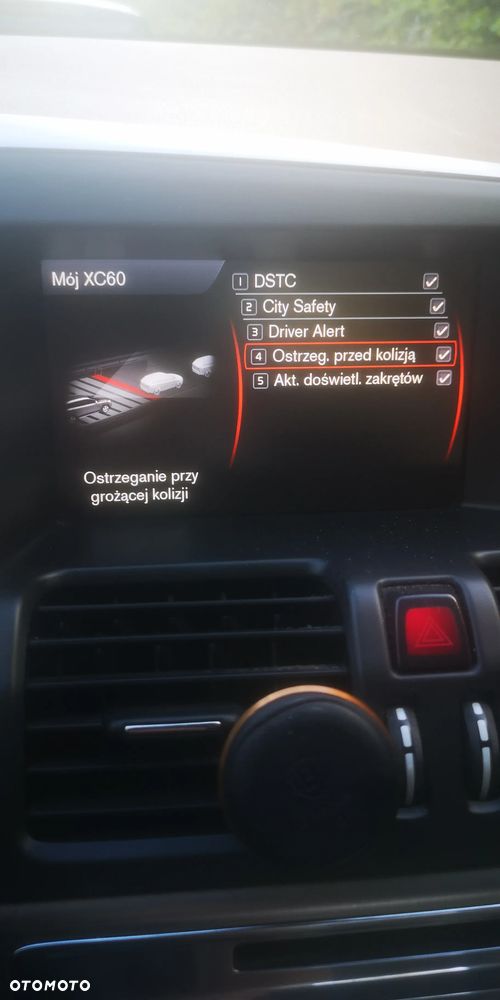 Mój XC60
1 DSTC
2 City Safety
3 Driver Alert
4 Ostrzeg. przed kolizją
5 Akt. doświetl. zakrętów
Ostrzeganie przy
grożącej kolizji
OTOMOTO